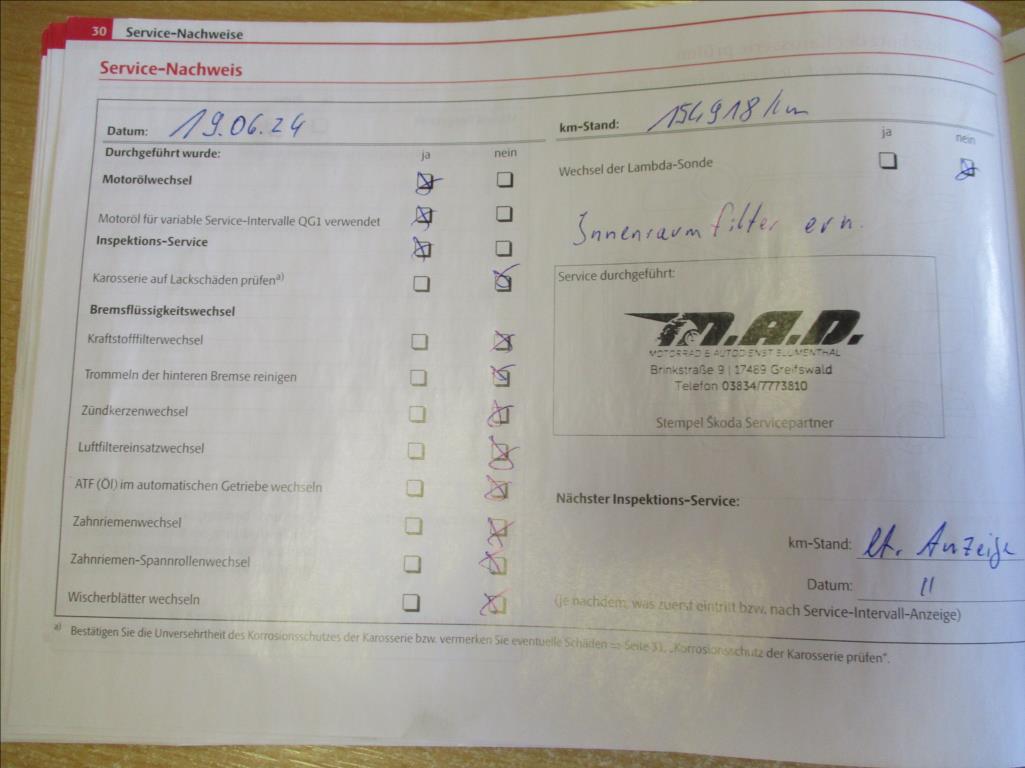 30 Service-Nachweise
Service-Nachweis
Datum: 19.06.24
Durchgeführt wurde: ja nein
Motorölwechsel
Motoröl für variable Service-Intervalle QG1 verwendet
Inspektions-Service
Karosserie auf Lackschäden prüfen a)
Bremsflüssigkeitswechsel
Kraftstofffilterwechsel
Trommeln der hinteren Bremse reinigen
Zündkerzenwechsel
Luftfiltereinsatzwechsel
ATF (Öl) im automatischen Getriebe wechseln
Zahnriemenwechsel
Zahnriemen-Spannrollenwechsel
Wischerblätter wechseln
km-Stand: 154918/km
ja nein
Wechsel der Lambda-Sonde
Innenraumfilter ern.
Service durchgeführt:
M.A.D.
MOTORRAD & AUTODIENST BLUMENTHAL
Brinkstraße 9 | 17489 Greifswald
Telefon 03834/7773810
Stempel Škoda Servicepartner
Nächster Inspektions-Service:
km-Stand: lt. Anzeige
Datum: "
(je nachdem, was zuerst eintritt bzw. nach Service-Intervall-Anzeige)
a) Bestätigen Sie die Unversehrtheit des Korrosionsschutzes der Karosserie bzw. vermerken Sie eventuelle Schäden ⇒ Seite 31, „Korrosionsschutz der Karosserie prüfen“.